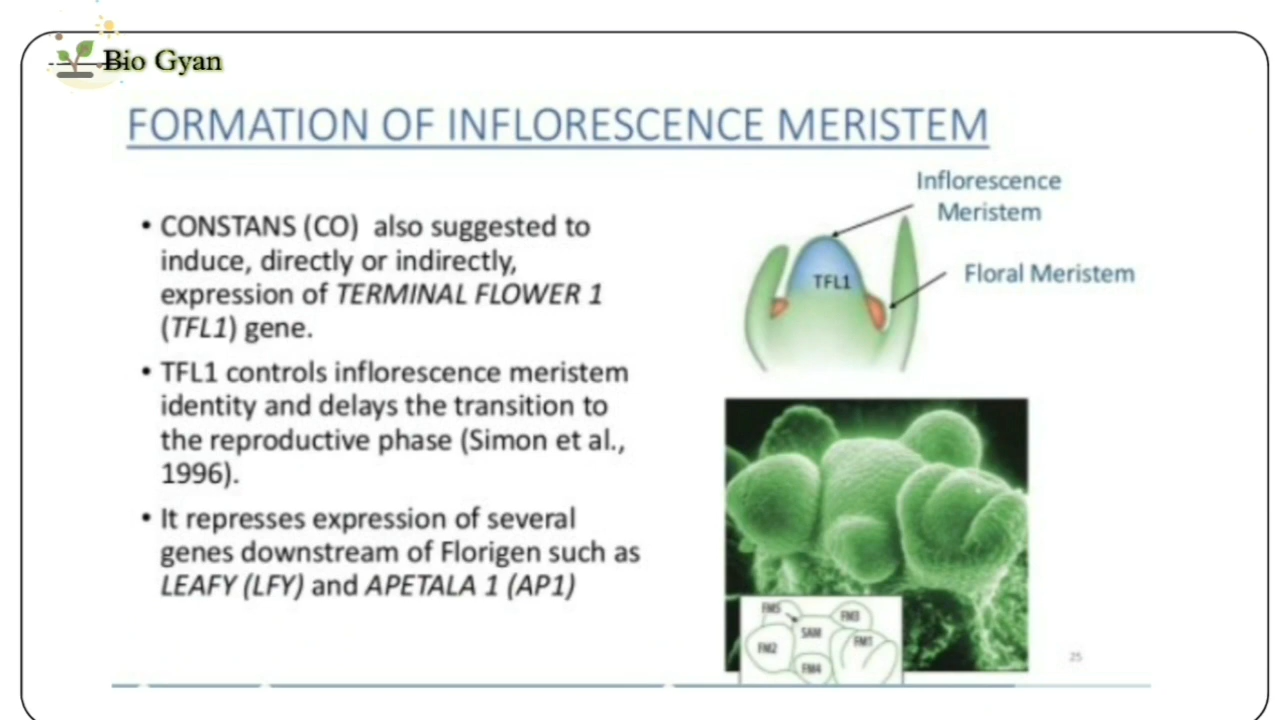 Bio Gyan
FORMATION OF INFLORESCENCE MERISTEM
• CONSTANS (CO) also suggested to
induce, directly or indirectly,
expression of TERMINAL FLOWER 1
(TFL1) gene.
• TFL1 controls inflorescence meristem
identity and delays the transition to
the reproductive phase (Simon et al.,
1996).
• It represses expression of several
genes downstream of Florigen such as
LEAFY (LFY) and APETALA 1 (AP1)
Inflorescence
Meristem
Floral Meristem
TFL1
FM5
FM3
SAM
FM1
FM2
FM4
25